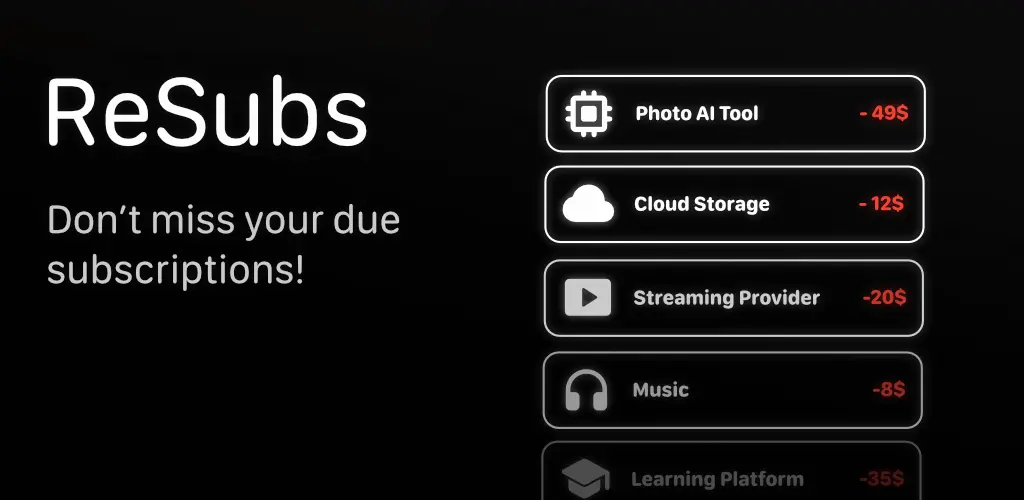 ReSubs
Don’t miss your due
subscriptions!
Photo AI Tool - 49$
Cloud Storage - 12$
Streaming Provider -20$
Music -8$
Learning Platform -35$